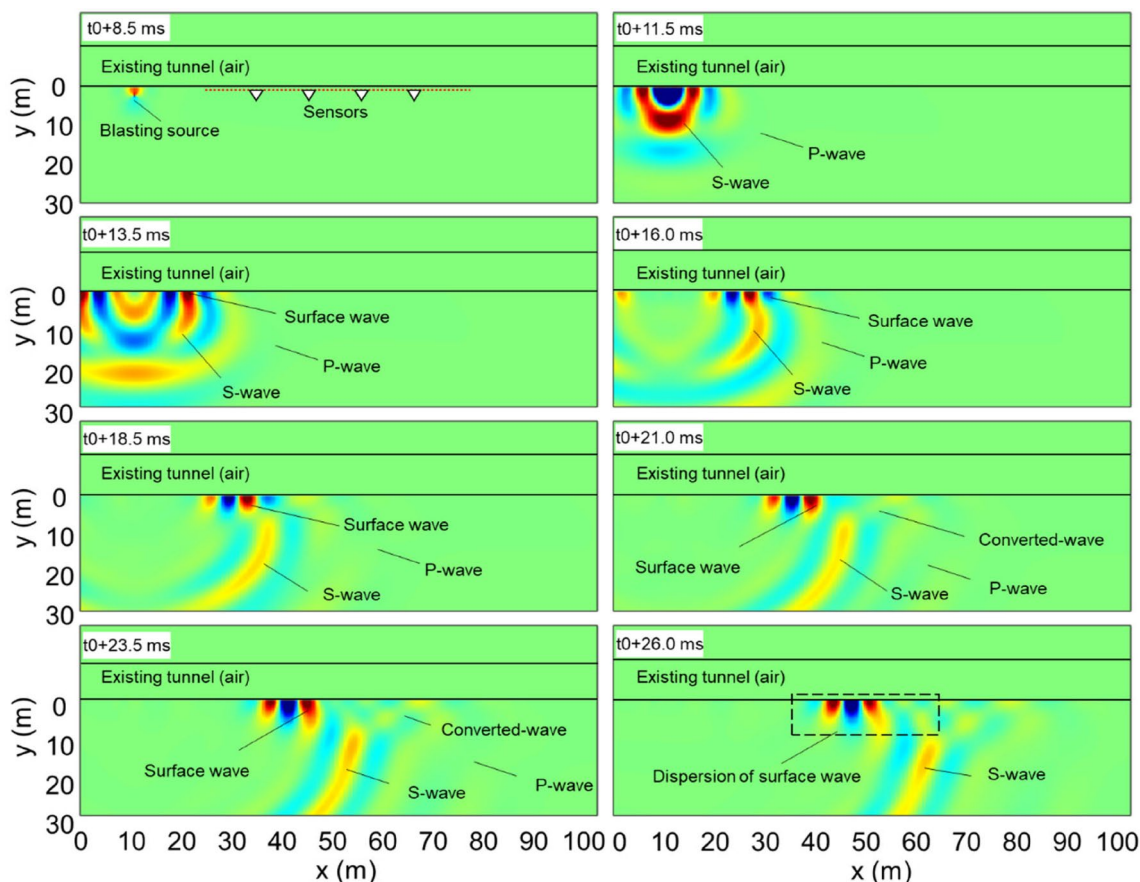 t0+8.5 ms
Existing tunnel (air)
Sensors
Blasting source
0
10
20
30
y (m)
t0+11.5 ms
Existing tunnel (air)
P-wave
S-wave
t0+13.5 ms
Existing tunnel (air)
Surface wave
P-wave
S-wave
0
10
20
30
y (m)
t0+16.0 ms
Existing tunnel (air)
Surface wave
P-wave
S-wave
t0+18.5 ms
Existing tunnel (air)
Surface wave
P-wave
S-wave
0
10
20
30
y (m)
t0+21.0 ms
Existing tunnel (air)
Converted-wave
Surface wave
P-wave
S-wave
t0+23.5 ms
Existing tunnel (air)
Converted-wave
Surface wave
P-wave
S-wave
0
10
20
30
y (m)
0 10 20 30 40 50 60 70 80 90 100
x (m)
t0+26.0 ms
Existing tunnel (air)
Dispersion of surface wave
S-wave
0 10 20 30 40 50 60 70 80 90 100
x (m)